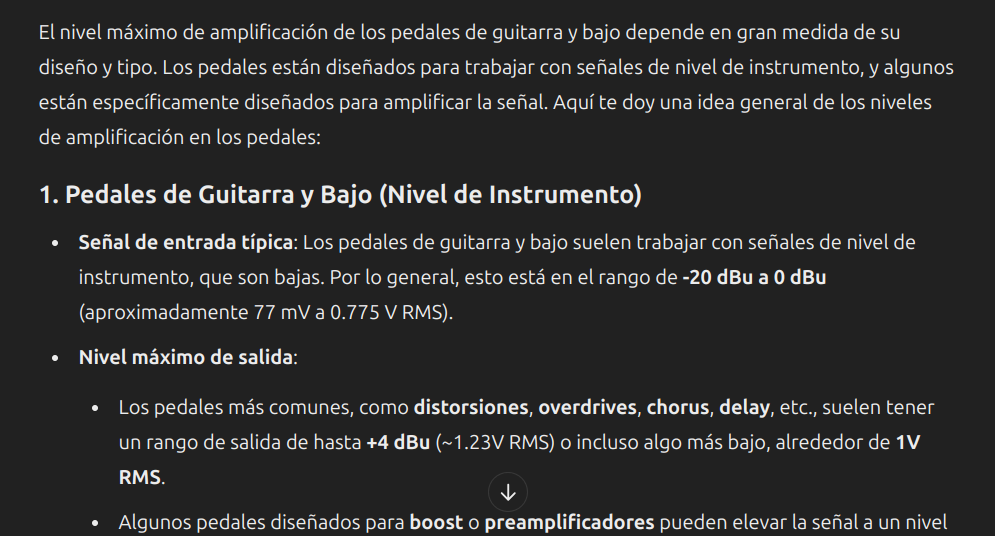 El nivel máximo de amplificación de los pedales de guitarra y bajo depende en gran medida de su
diseño y tipo. Los pedales están diseñados para trabajar con señales de nivel de instrumento, y algunos
están específicamente diseñados para amplificar la señal. Aquí te doy una idea general de los niveles
de amplificación en los pedales:
1. Pedales de Guitarra y Bajo (Nivel de Instrumento)
• Señal de entrada típica: Los pedales de guitarra y bajo suelen trabajar con señales de nivel de
instrumento, que son bajas. Por lo general, esto está en el rango de -20 dBu a 0 dBu
(aproximadamente 77 mV a 0.775 V RMS).
• Nivel máximo de salida:
• Los pedales más comunes, como distorsiones, overdrives, chorus, delay, etc., suelen tener
un rango de salida de hasta +4 dBu (~1.23V RMS) o incluso algo más bajo, alrededor de 1V
RMS.
• Algunos pedales diseñados para boost o preamplificadores pueden elevar la señal a un nivel